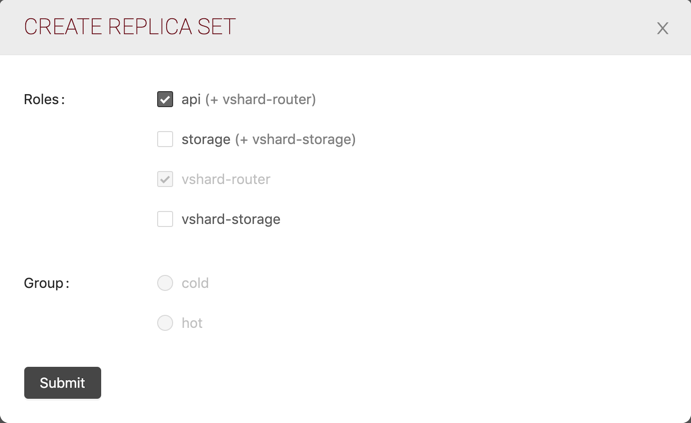 CREATE REPLICA SET
Roles:
api (+ vshard-router)
storage (+ vshard-storage)
vshard-router
vshard-storage
Group:
cold
hot
Submit